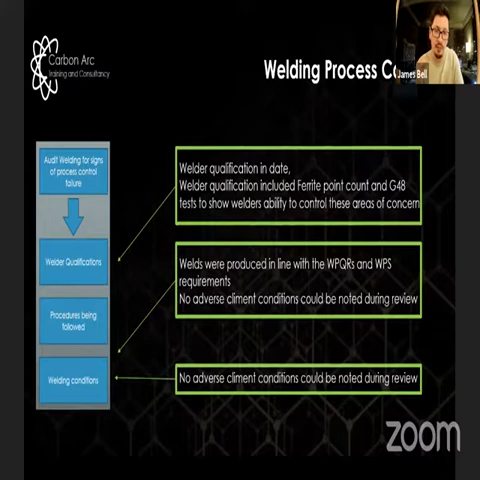 Carbon Arc
Training and Consultancy
Welding Process
James Bell
Audit Welding for signs
of process control
failure
Welder qualification in date,
Welder qualification included Ferrite point count and G48
tests to show welders ability to control these areas of concern
Welder Qualifications
Welds were produced in line with the WPQRs and WPS
requirements
No adverse climent conditions could be noted during review
Procedures being
followed
Welding conditions
No adverse climent conditions could be noted during review
zoom